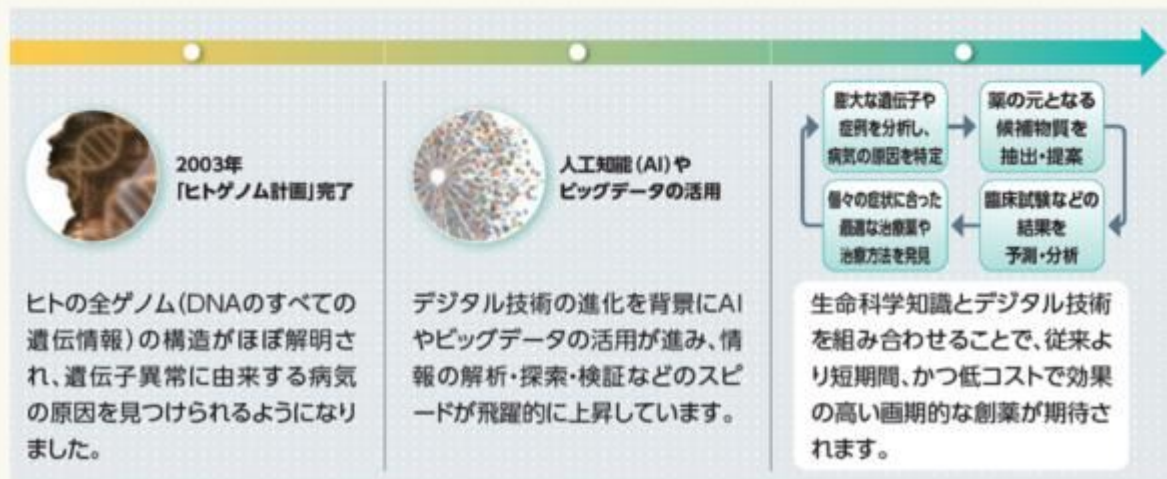 2003年
「ヒトゲノム計画」完了
ヒトの全ゲノム(DNAのすべての
遺伝情報)の構造がほぼ解明さ
れ、遺伝子異常に由来する病気
の原因を見つけられるようになり
ました。
人工知能(AI)や
ビッグデータの活用
デジタル技術の進化を背景にAI
やビッグデータの活用が進み、情
報の解析・探索・検証などのスピ
ードが飛躍的に上昇しています。
膨大な遺伝子や
症例を分析し、
病気の原因を特定
薬の元となる
候補物質を
抽出・提案
臨床試験などの
結果を
予測・分析
個々の症状に合った
最適な治療薬や
治療方法を発見
生命科学知識とデジタル技術
を組み合わせることで、従来よ
り短期間、かつ低コストで効果
の高い画期的な創薬が期待さ
れます。